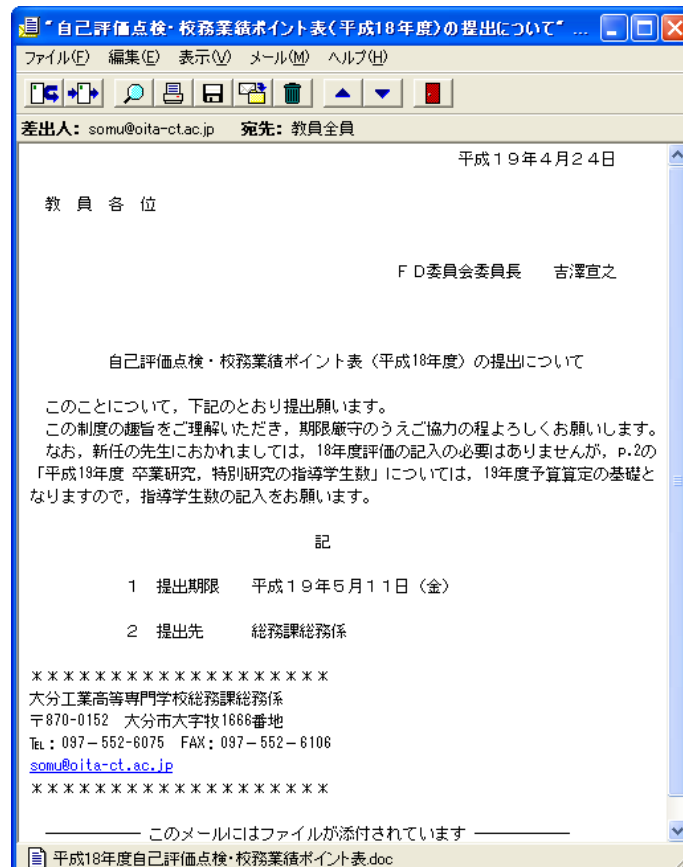 "自己評価点検・校務業績ポイント表(平成18年度)の提出について" ...
ファイル(F) 編集(E) 表示(V) メール(M) ヘルプ(H)
差出人: somu@oita-ct.ac.jp 宛先: 教員全員
平成19年4月24日
教 員 各 位
FD委員会委員長 吉澤宣之
自己評価点検・校務業績ポイント表(平成18年度)の提出について
このことについて,下記のとおり提出願います。
この制度の趣旨をご理解いただき,期限厳守のうえご協力の程よろしくお願いします。
なお,新任の先生におかれましては,18年度評価の記入の必要はありませんが,p.2の
「平成19年度 卒業研究,特別研究の指導学生数」については,19年度予算算定の基礎と
なりますので,指導学生数の記入をお願います。
記
1 提出期限 平成19年5月11日(金)
2 提出先 総務課総務係
*******************
大分工業高等専門学校総務課総務係
〒870-0152 大分市大字牧1666番地
℡:097-552-6075 FAX:097-552-6106
somu@oita-ct.ac.jp
*******************
────── このメールにはファイルが添付されています ──────
平成18年度自己評価点検・校務業績ポイント表.doc